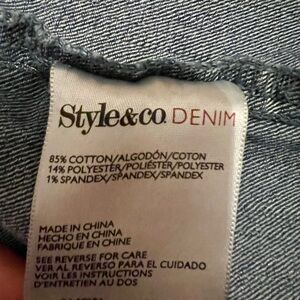 Style&co. DENIM
85% COTTON/ALGODÓN/COTON
14% POLYESTER/POLIÉSTER/POLYESTER
1% SPANDEX/SPANDEX/SPANDEX
MADE IN CHINA
HECHO EN CHINA
FABRIQUE EN CHINE
SEE REVERSE FOR CARE
VER AL REVERSO PARA EL CUIDADO
VOIR LES INSTRUCTIONS
D'ENTRETIEN AU DOS